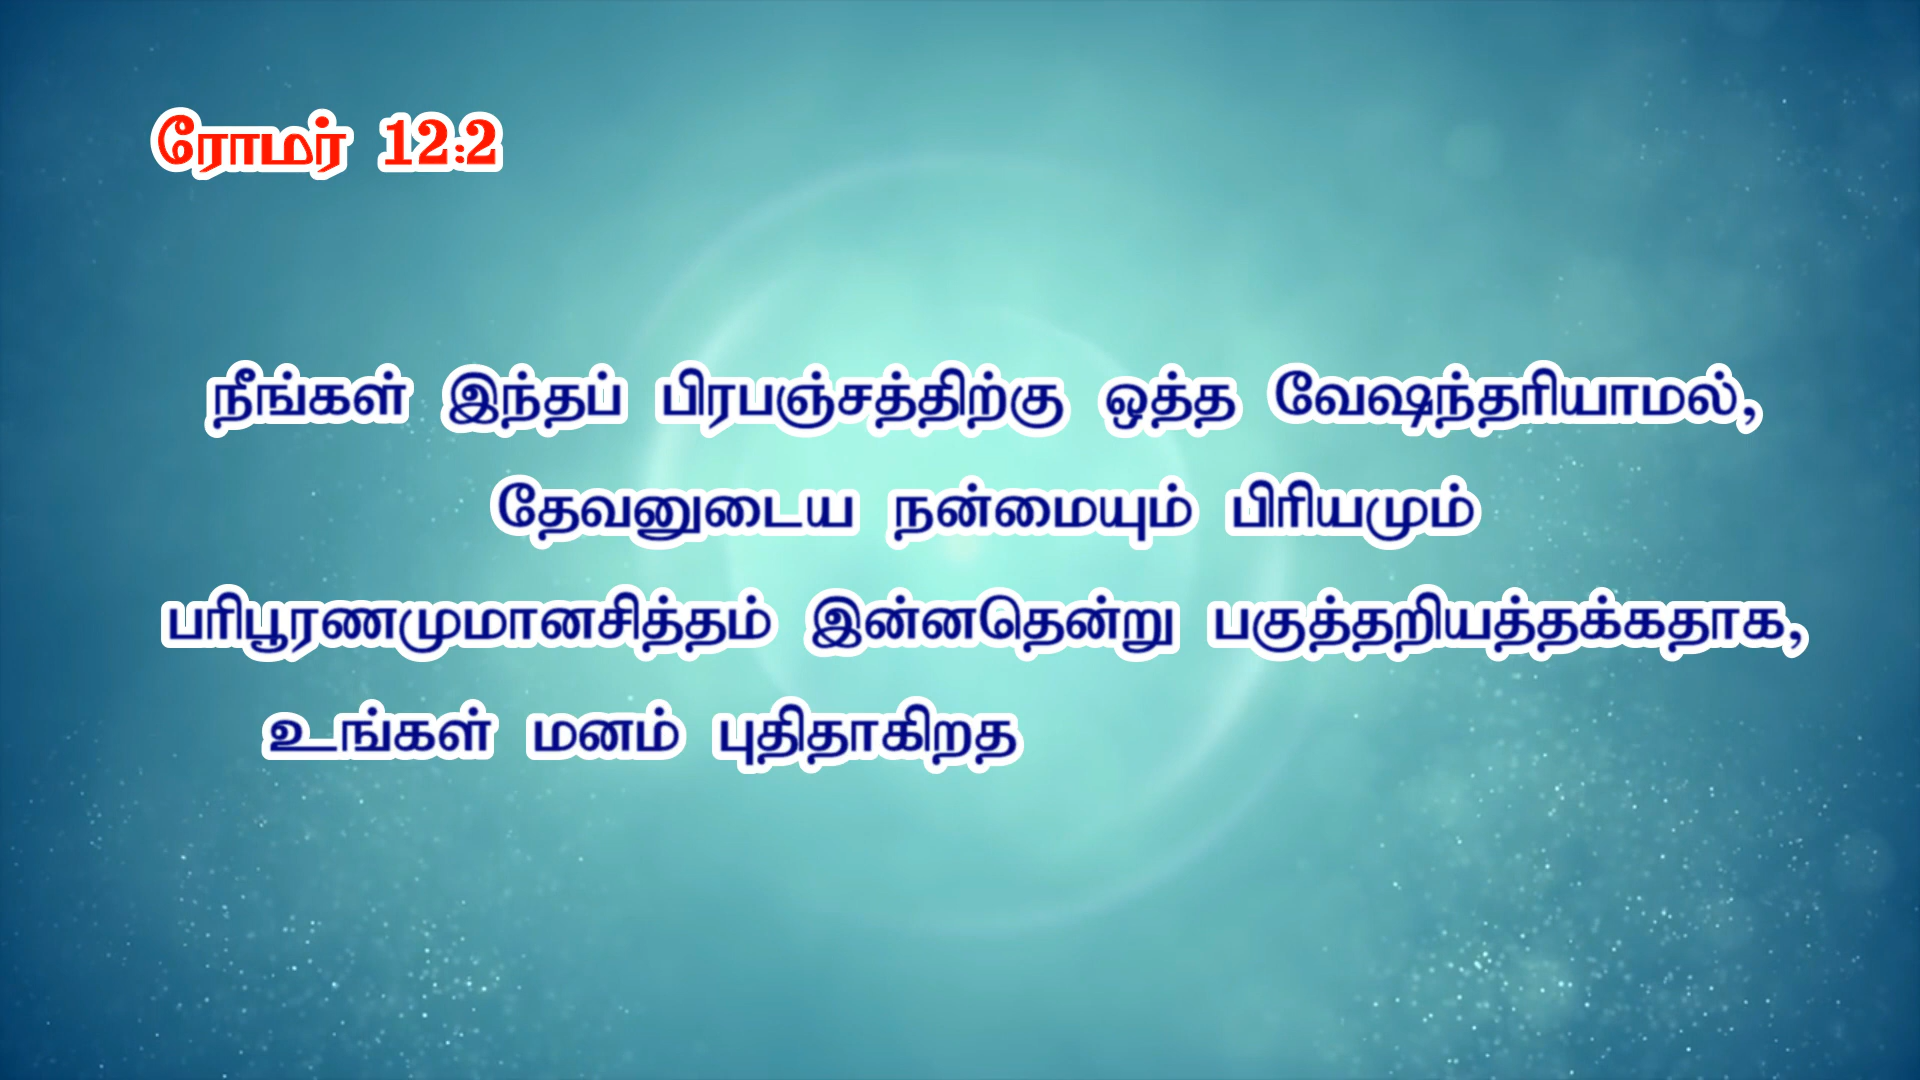 ரோமர் 12:2
நீங்கள் இந்தப் பிரபஞ்சத்திற்கு ஒத்த வேஷந்தரியாமல்,
தேவனுடைய நன்மையும் பிரியமும்
பரிபூரணமுமானசித்தம் இன்னதென்று பகுத்தறியத்தக்கதாக,
உங்கள் மனம் புதிதாகிறத